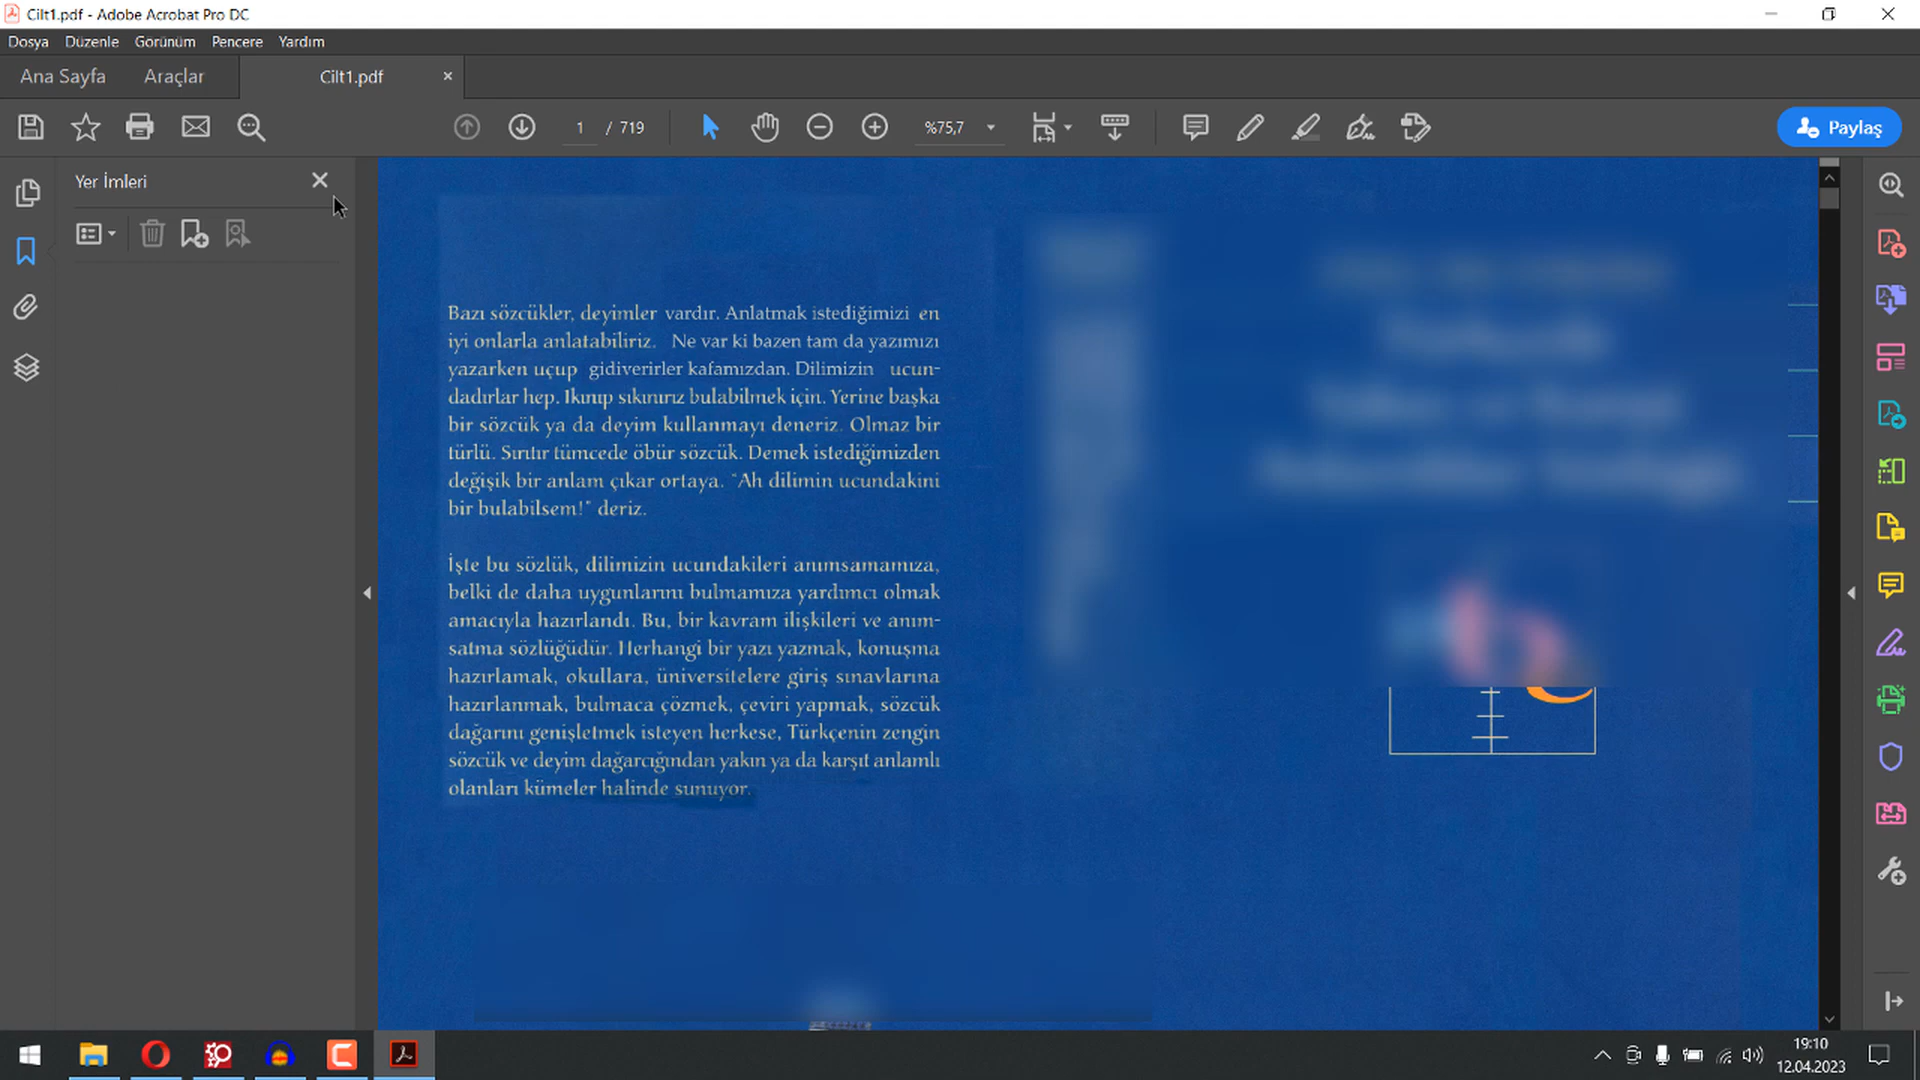 Cilt1.pdf - Adobe Acrobat Pro DC
Dosya Düzenle Görünüm Pencere Yardım
Ana Sayfa Araçlar Cilt1.pdf ×
1 / 719 %75,7 Paylaş
Yer İmleri
Bazı sözcükler, deyimler vardır. Anlatmak istediğimizi en
iyi onlarla anlatabiliriz. Ne var ki bazen tam da yazımızı
yazarken uçup gidiverirler kafamızdan. Dilimizin ucun-
dadırlar hep. Ikınıp sıkınırız bulabilmek için. Yerine başka
bir sözcük ya da deyim kullanmayı deneriz. Olmaz bir
türlü. Sırıtır tümcede öbür sözcük. Demek istediğimizden
değişik bir anlam çıkar ortaya. "Ah dilimin ucundakini
bir bulabilsem!" deriz.
İşte bu sözlük, dilimizin ucundakileri anımsamamıza,
belki de daha uygunlarını bulmamıza yardımcı olmak
amacıyla hazırlandı. Bu, bir kavram ilişkileri ve anım-
satma sözlüğüdür. Herhangi bir yazı yazmak, konuşma
hazırlamak, okullara, üniversitelere giriş sınavlarına
hazırlanmak, bulmaca çözmek, çeviri yapmak, sözcük
dağarını genişletmek isteyen herkese, Türkçenin zengin
sözcük ve deyim dağarcığından yakın ya da karşıt anlamlı
olanları kümeler halinde sunuyor.
19:10
12.04.2023